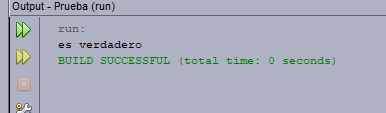 Output - Prueba (run)
run:
es verdadero
BUILD SUCCESSFUL (total time: 0 seconds)